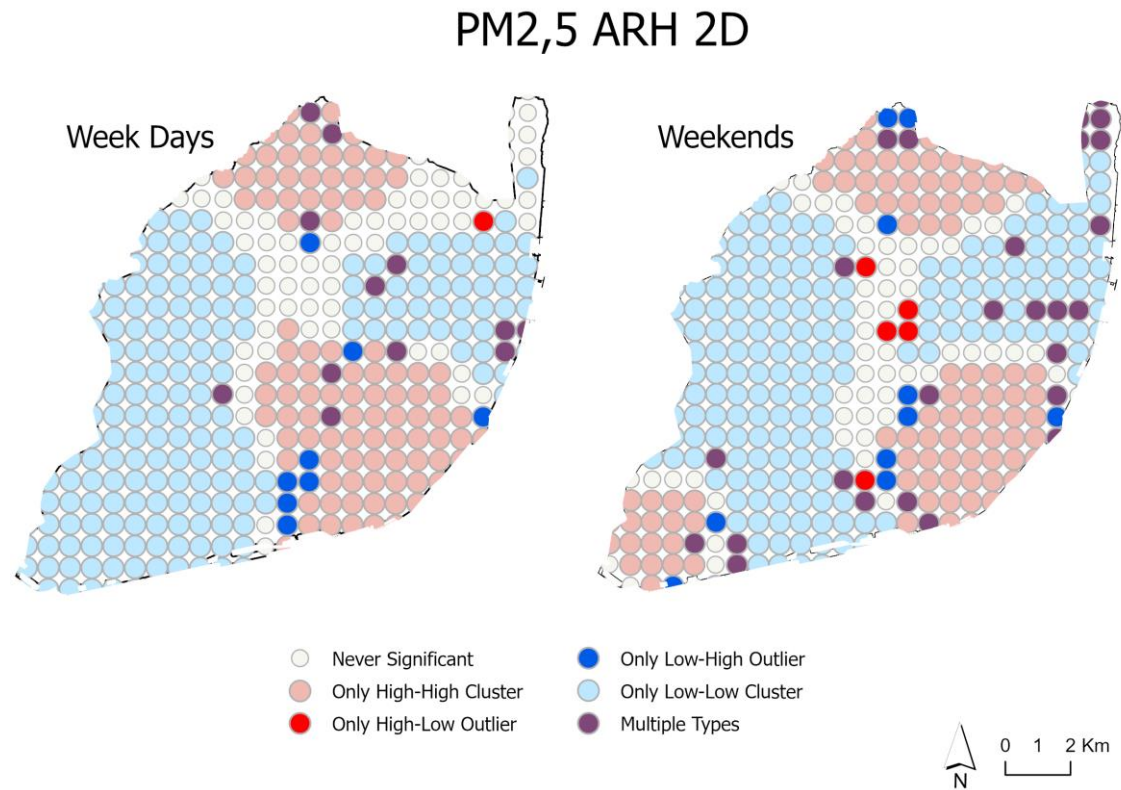 PM2,5 ARH 2D
Week Days
Weekends
Never Significant
Only High-High Cluster
Only High-Low Outlier
Only Low-High Outlier
Only Low-Low Cluster
Multiple Types
N
0 1 2 Km